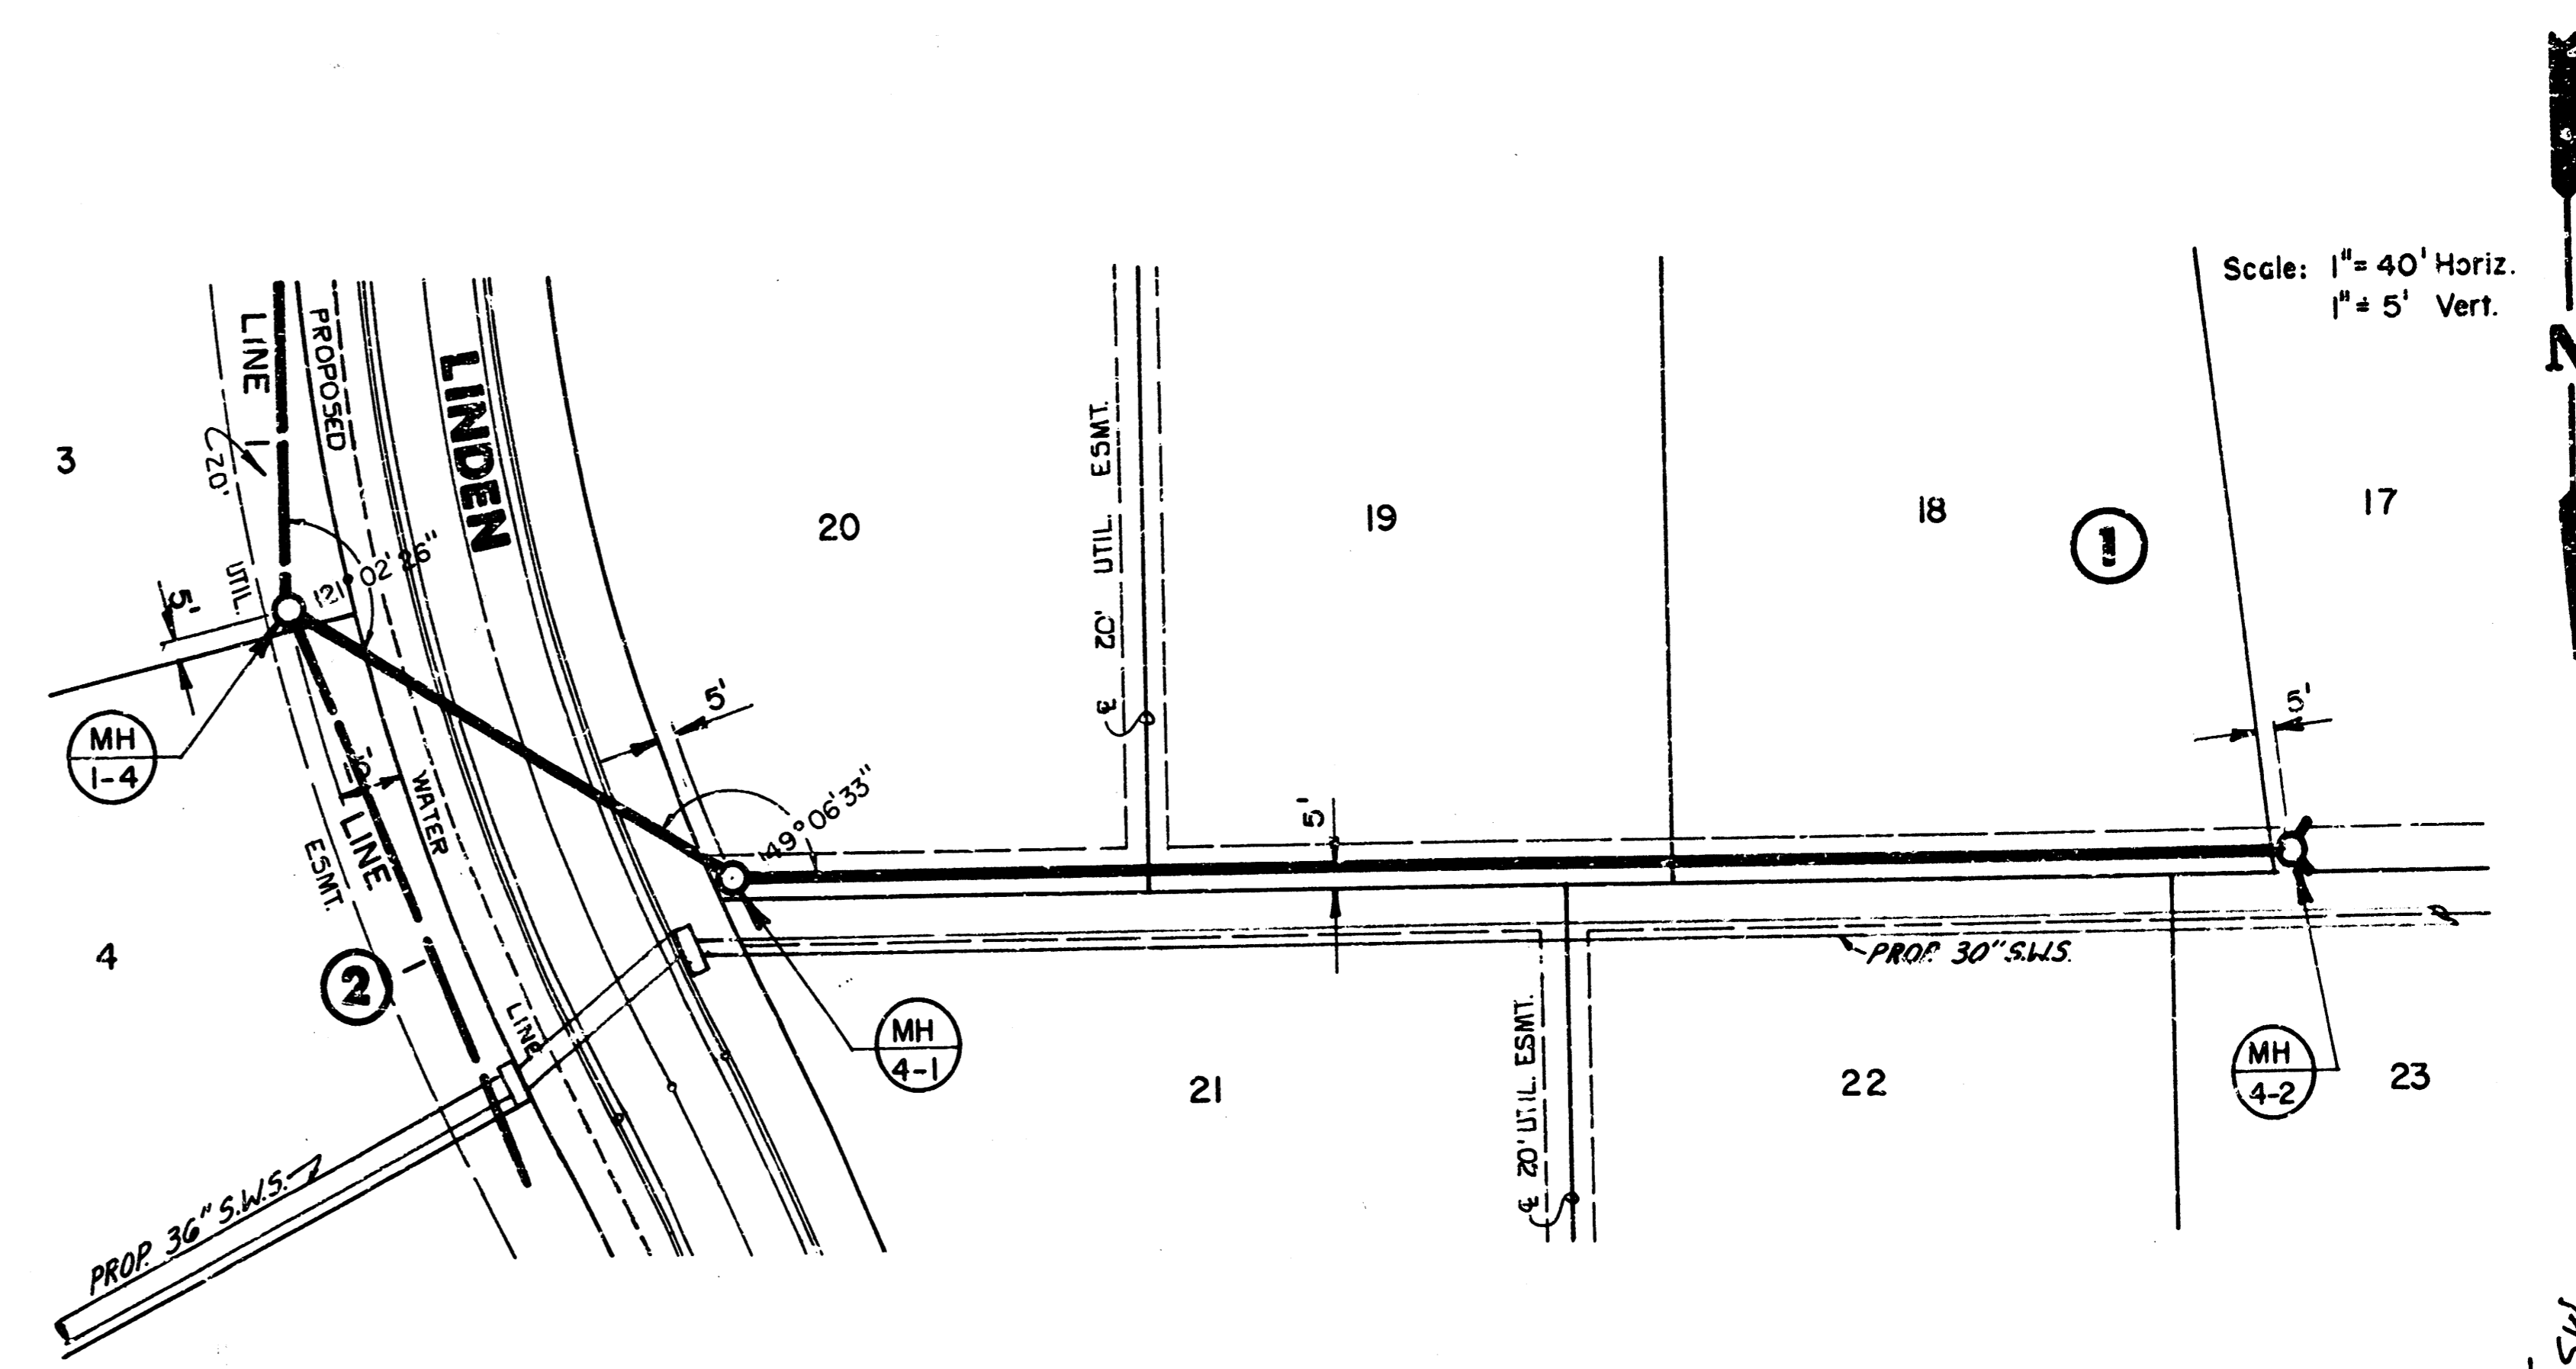 Scale: 1"= 40' Horiz.
1"= 5' Vert.
N
LINE 1
PROPOSED
LINDEN
20' UTIL. ESMT.
3
20
19
18
1
17
20'
UTIL.
121 02' 26"
5'
MH
1-4
5'
5'
149°06'33"
5'
WATER
LINE 1
ESMT.
4
2
LINE
PROP. 30" S.W.S.
MH
4-1
MH
4-2
21
22
23
20' UTIL. ESMT.
PROP. 36" S.W.S.